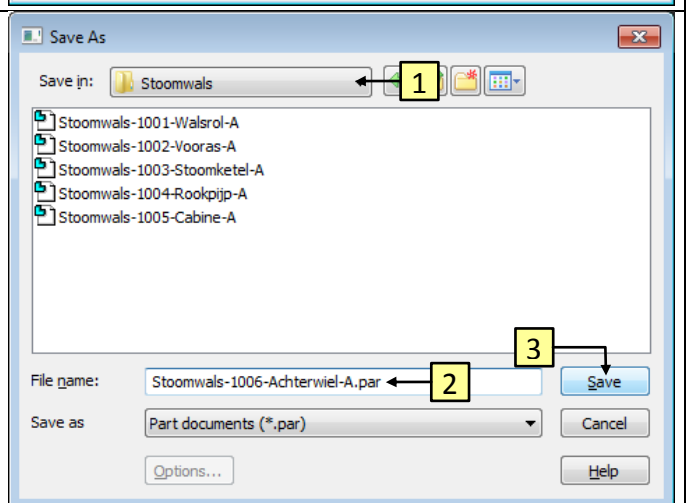 Save As
Save in: Stoomwals 1
Stoomwals-1001-Walsrol-A
Stoomwals-1002-Vooras-A
Stoomwals-1003-Stoomketel-A
Stoomwals-1004-Rookpijp-A
Stoomwals-1005-Cabine-A
3
File name: Stoomwals-1006-Achterwiel-A.par 2 Save
Save as Part documents (*.par) Cancel
Options... Help